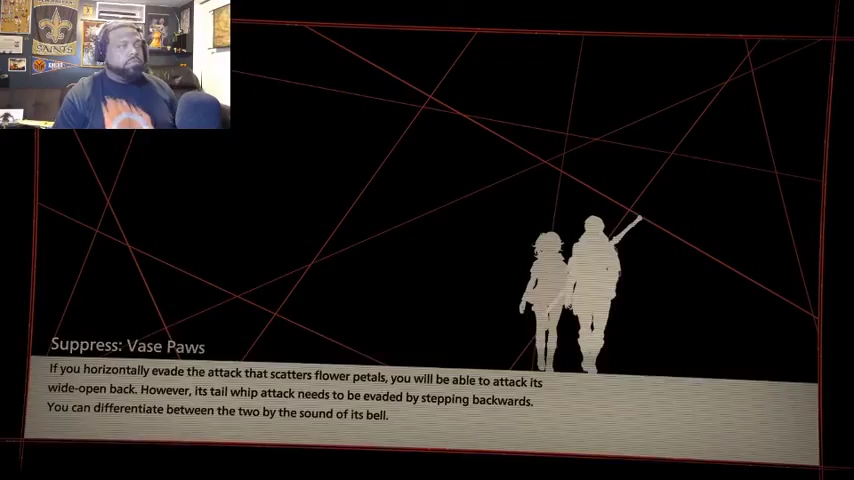 SAINTS
Suppress: Vase Paws
If you horizontally evade the attack that scatters flower petals, you will be able to attack its
wide-open back. However, its tail whip attack needs to be evaded by stepping backwards.
You can differentiate between the two by the sound of its bell.